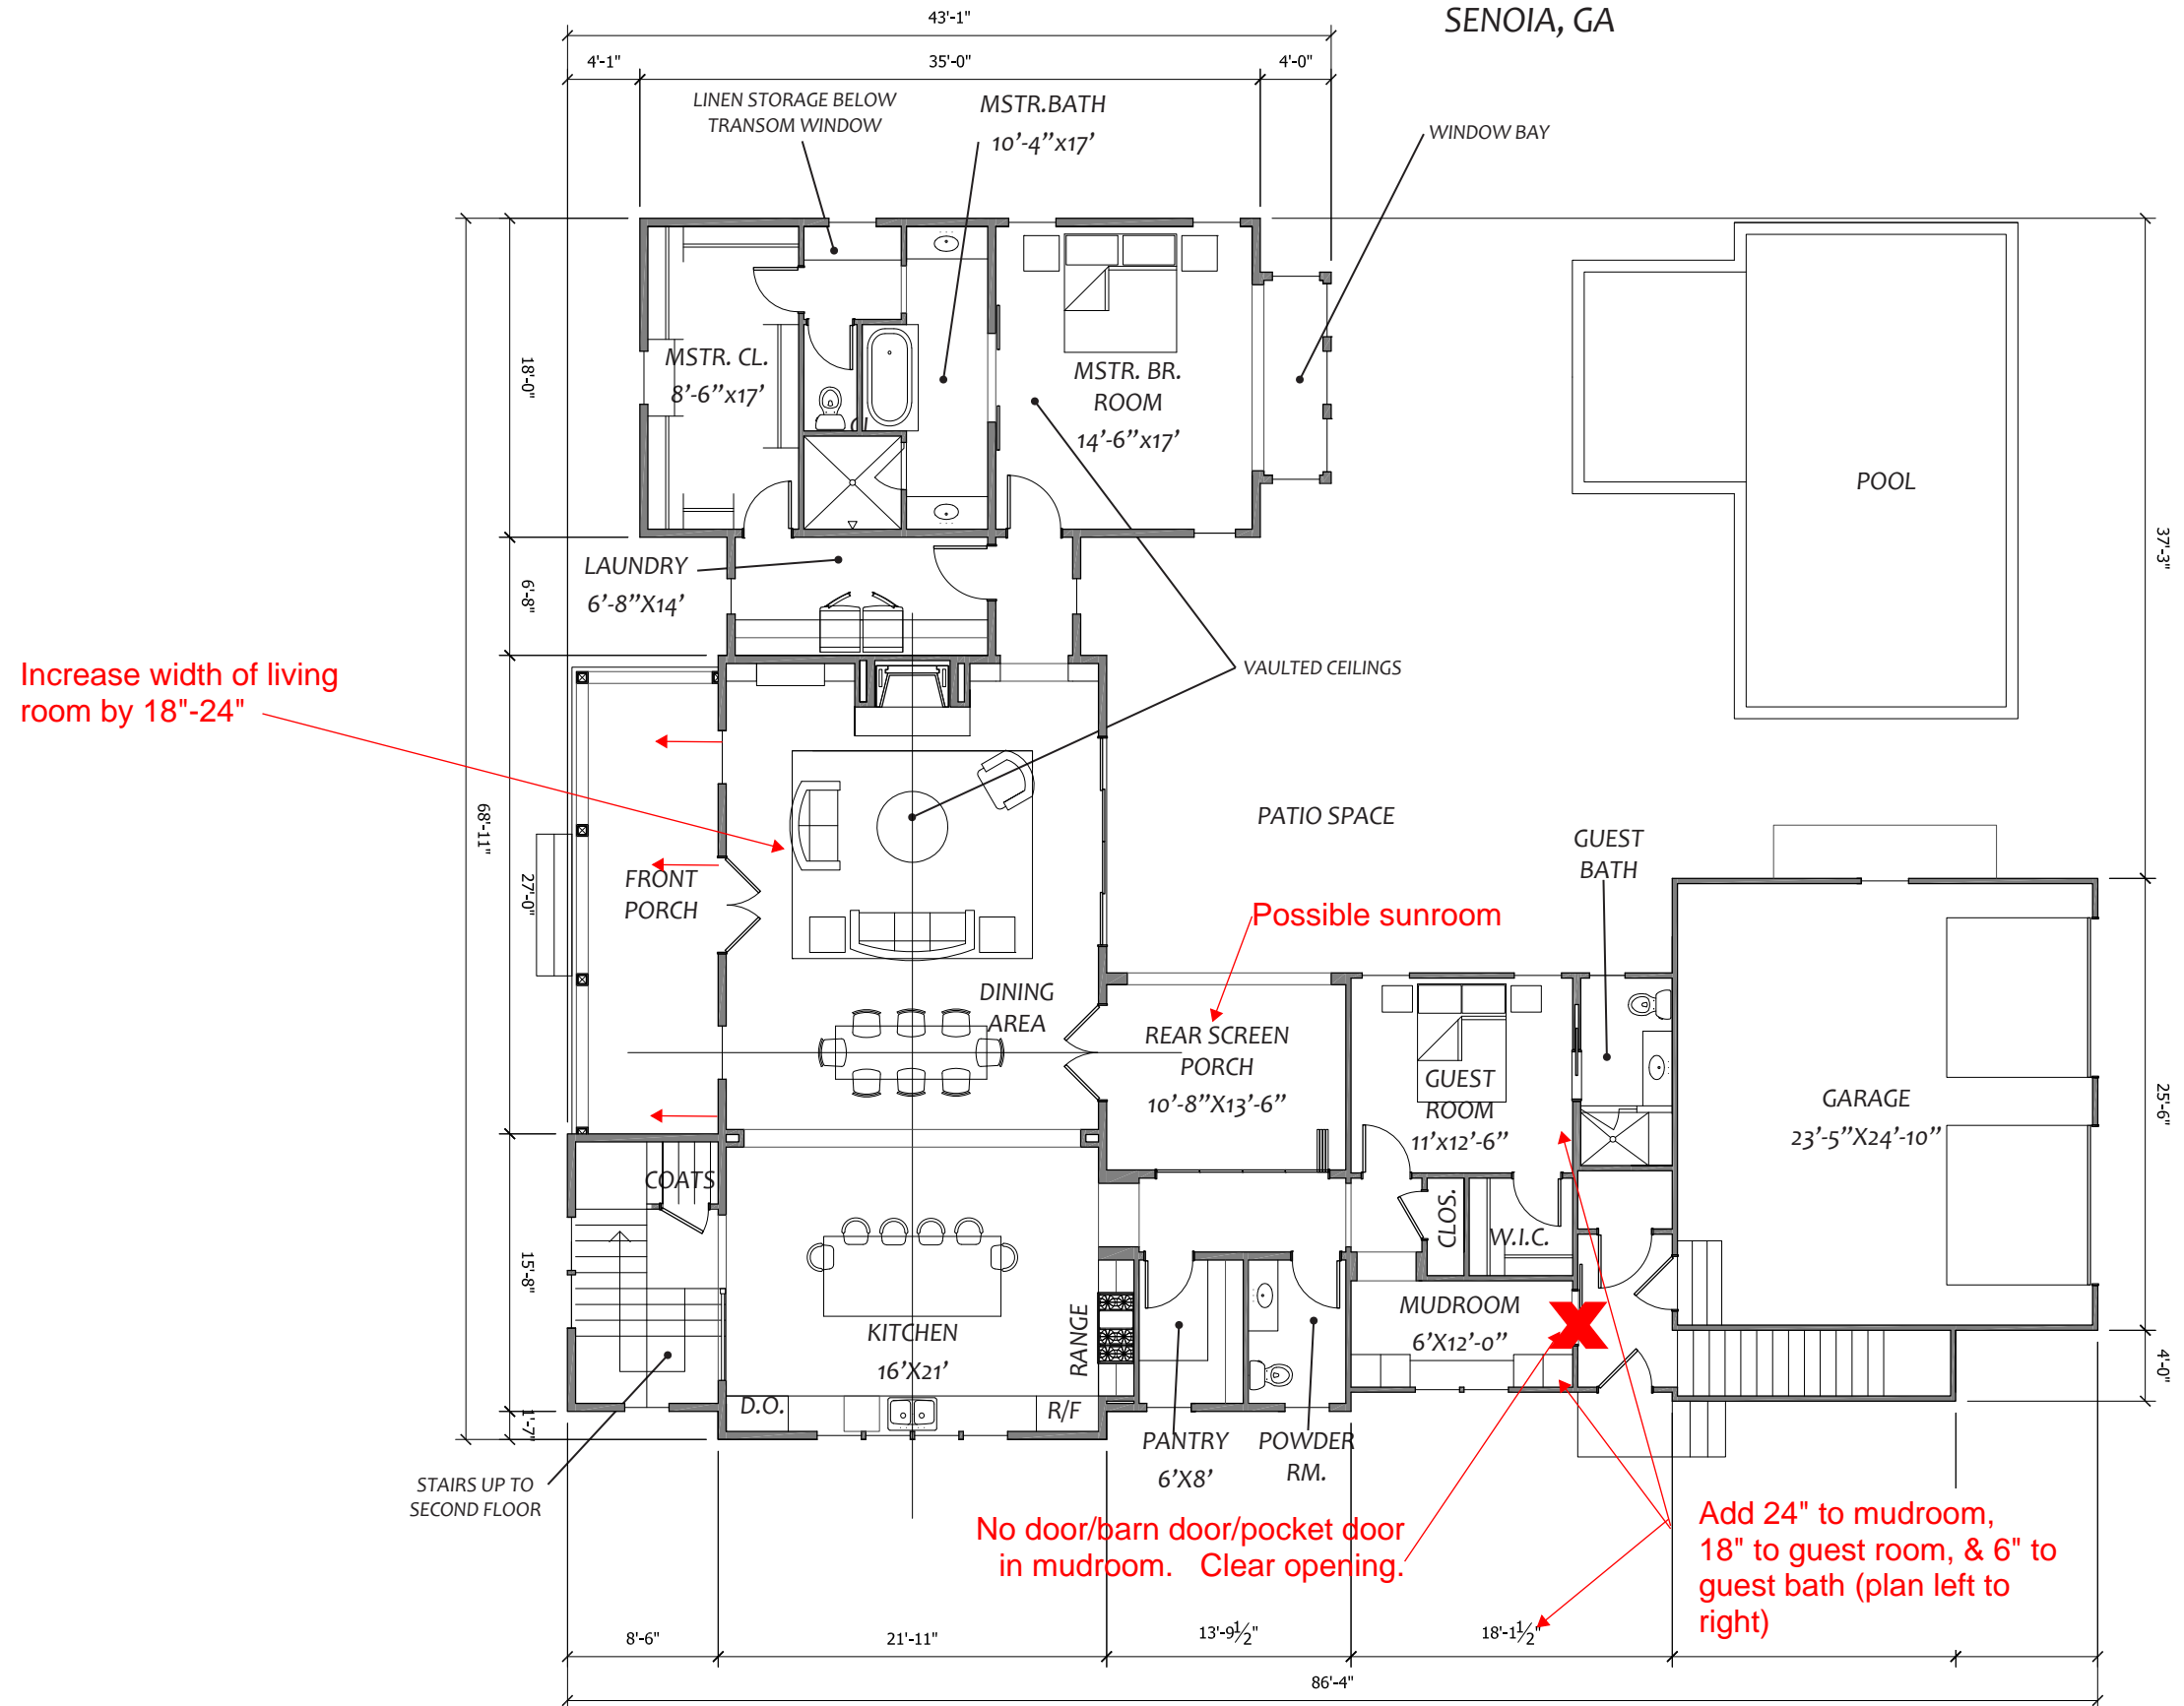 SENOIA, GA
43'-1"
4'-1"
35'-0"
4'-0"
LINEN STORAGE BELOW
TRANSOM WINDOW
MSTR.BATH
10'-4"x17'
WINDOW BAY
MSTR. CL.
8'-6"x17'
MSTR. BR.
ROOM
14'-6"x17'
POOL
18'-0"
37'-3"
LAUNDRY
6'-8"X14'
6'-8"
Increase width of living
room by 18"-24"
VAULTED CEILINGS
68'-11"
27'-0"
FRONT
PORCH
PATIO SPACE
GUEST
BATH
Possible sunroom
DINING
AREA
REAR SCREEN
PORCH
10'-8"X13'-6"
GUEST
ROOM
11'x12'-6"
GARAGE
23'-5"X24'-10"
25'-6"
COATS
CLOS.
W.I.C.
15'-8"
MUDROOM
6'X12'-0"
X
KITCHEN
16'X21'
RANGE
4'-0"
D.O.
R/F
1'-7"
PANTRY
6'X8'
POWDER
RM.
STAIRS UP TO
SECOND FLOOR
No door/barn door/pocket door
in mudroom. Clear opening.
Add 24" to mudroom,
18" to guest room, & 6" to
guest bath (plan left to
right)
8'-6"
21'-11"
13'-9½"
18'-1½"
86'-4"